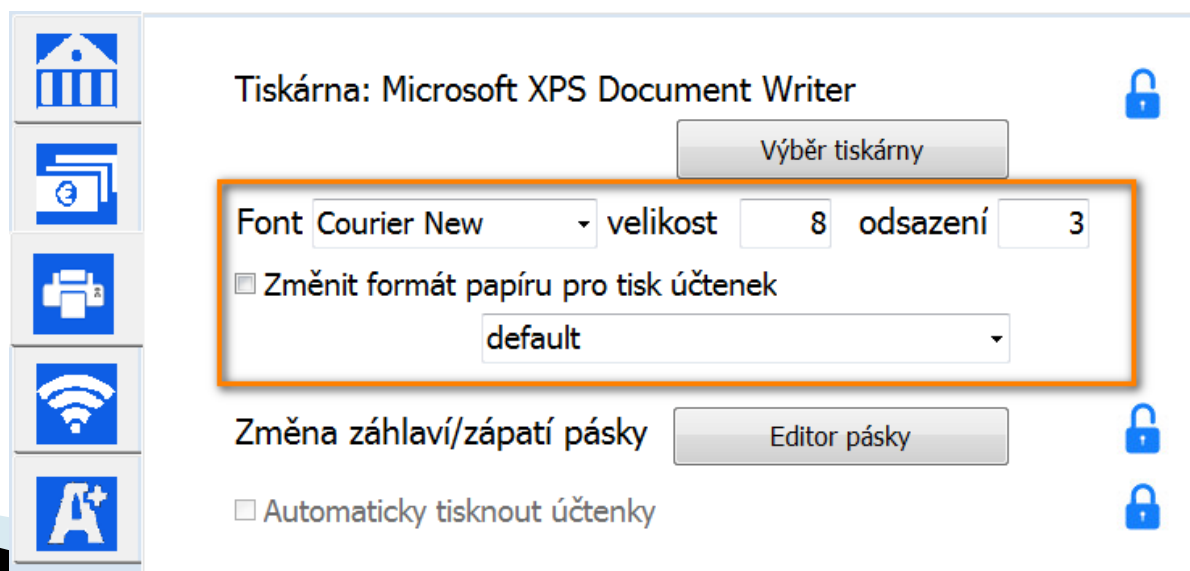 Tiskárna: Microsoft XPS Document Writer
Výběr tiskárny
Font Courier New velikost 8 odsazení 3
Změnit formát papíru pro tisk účtenek
default
Změna záhlaví/zápatí pásky Editor pásky
Automaticky tisknout účtenky